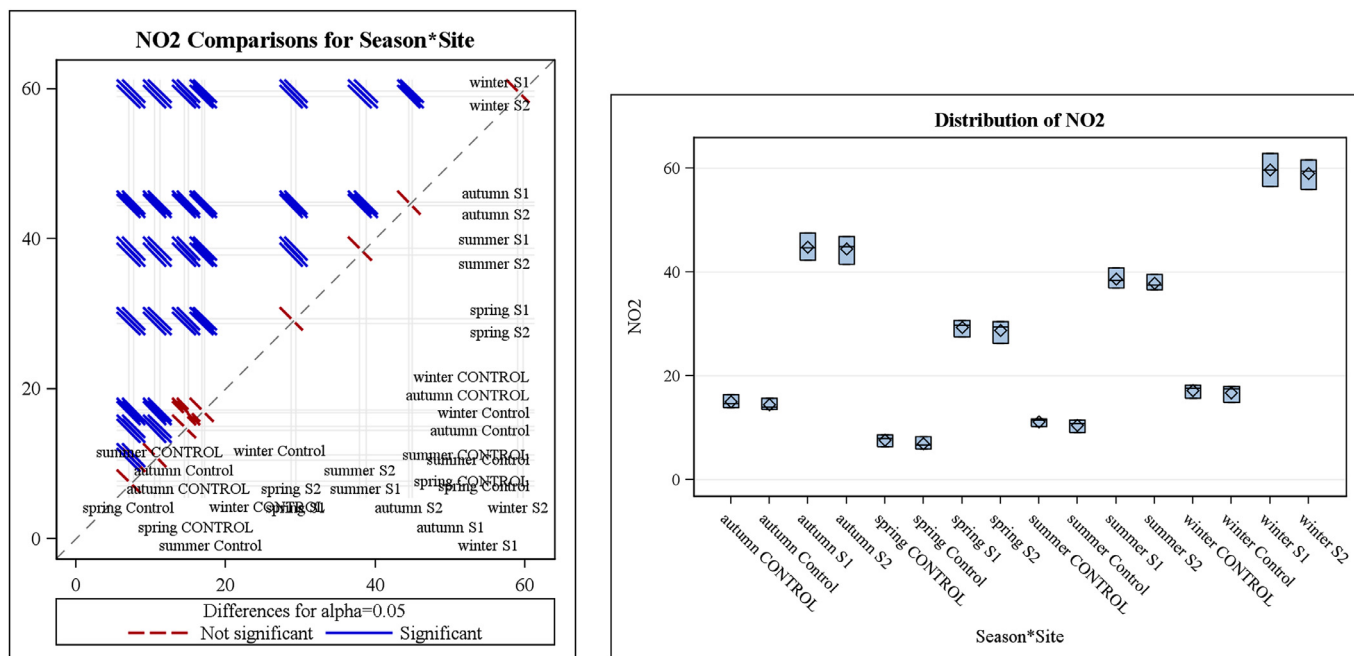 NO2 Comparisons for Season*Site
60
40
20
0
winter S1
winter S2
autumn S1
autumn S2
summer S1
summer S2
spring S1
spring S2
winter CONTROL
autumn CONTROL
winter Control
autumn Control
summer CONTROL
summer Control
spring CONTROL
spring Control
summer CONTROL
winter Control
autumn Control
summer S2
autumn CONTROL
spring S2
summer S1
spring Control
winter CONTROL
spring S1
autumn S2
winter S2
spring CONTROL
autumn S1
summer Control
winter S1
0 20 40 60
Differences for alpha=0.05
Not significant Significant
Distribution of NO2
NO2
60
40
20
0
autumn CONTROL
autumn Control
autumn S1
autumn S2
spring CONTROL
spring Control
spring S1
spring S2
summer CONTROL
summer Control
summer S1
summer S2
winter CONTROL
winter Control
winter S1
winter S2
Season*Site